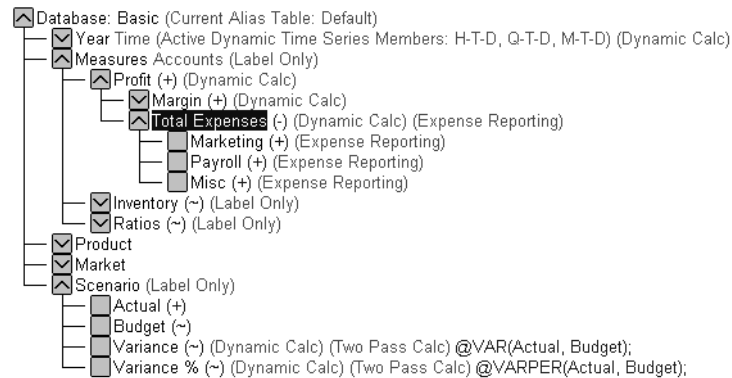 Database: Basic (Current Alias Table: Default)
Year Time (Active Dynamic Time Series Members: H-T-D, Q-T-D, M-T-D) (Dynamic Calc)
Measures Accounts (Label Only)
Profit (+) (Dynamic Calc)
Margin (+) (Dynamic Calc)
Total Expenses (-) (Dynamic Calc) (Expense Reporting)
Marketing (+) (Expense Reporting)
Payroll (+) (Expense Reporting)
Misc (+) (Expense Reporting)
Inventory (~) (Label Only)
Ratios (~) (Label Only)
Product
Market
Scenario (Label Only)
Actual (+)
Budget (~)
Variance (~) (Dynamic Calc) (Two Pass Calc) @VAR(Actual, Budget);
Variance % (~) (Dynamic Calc) (Two Pass Calc) @VARPER(Actual, Budget);